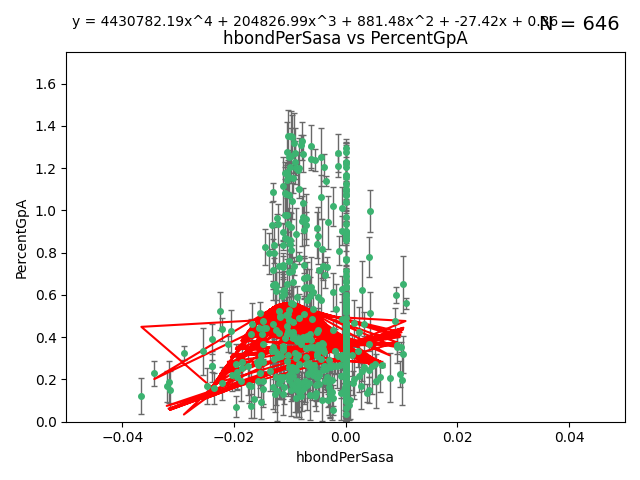 y = 4430782.19x^4 + 204826.99x^3 + 881.48x^2 + -27.42x +
N = 646
hbondPerSasa vs PercentGpA
1.6
1.4
1.2
1.0
0.8
0.6
0.4
0.2
0.0
PercentGpA
−0.04 −0.02 0.00 0.02 0.04
hbondPerSasa